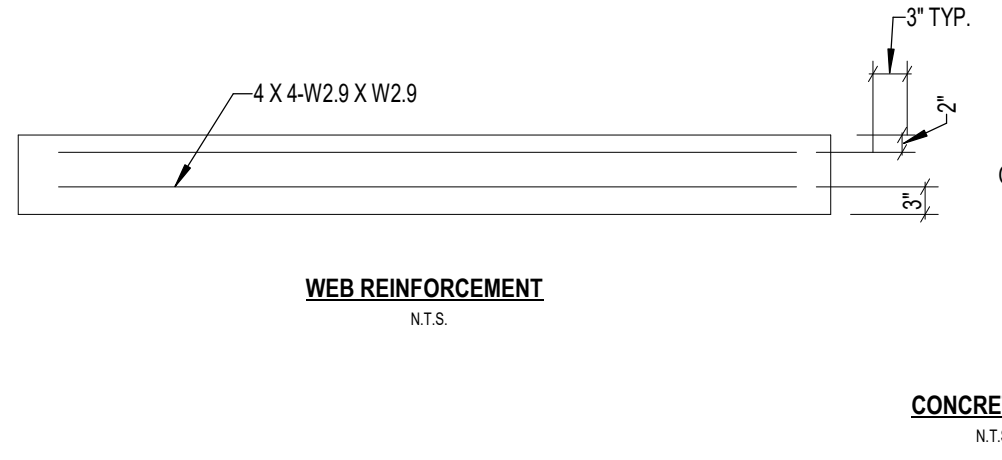 3" TYP.
4 X 4-W2.9 X W2.9
2"
3"
WEB REINFORCEMENT
N.T.S.
CONCRE
N.T.S